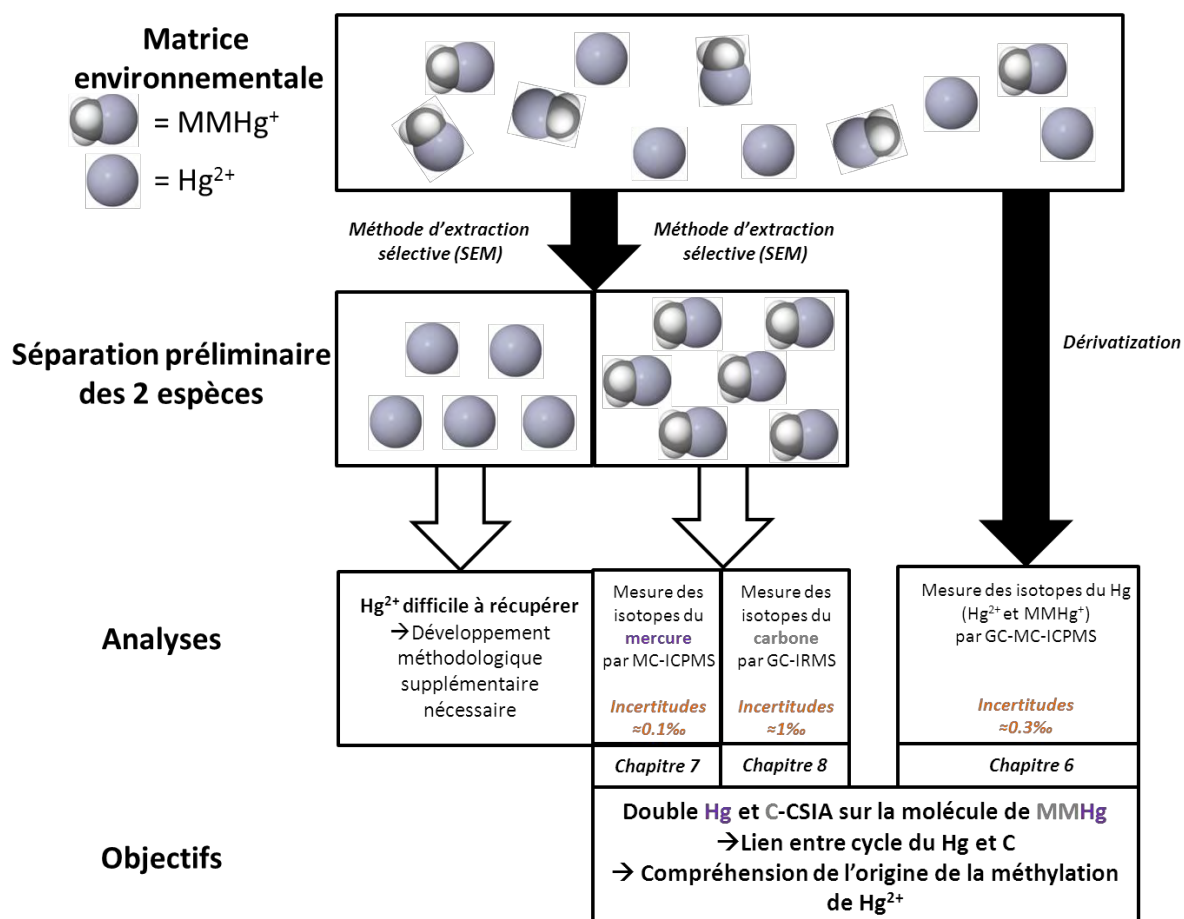 Matrice
environnementale
= MMHg⁺
= Hg²⁺
Méthode d'extraction
sélective (SEM)
Méthode d'extraction
sélective (SEM)
Dérivatization
Séparation préliminaire
des 2 espèces
Analyses
Hg²⁺ difficile à récupérer
→Développement
méthodologique
supplémentaire
nécessaire
Mesure des
isotopes du
mercure
par MC-ICPMS
Incertitudes
≈0.1‰
Mesure des
isotopes du
carbone
par GC-IRMS
Incertitudes
≈1‰
Mesure des isotopes du Hg
(Hg²⁺ et MMHg⁺)
par GC-MC-ICPMS
Incertitudes
≈0.3‰
Chapitre 7
Chapitre 8
Chapitre 6
Objectifs
Double Hg et C-CSIA sur la molécule de MMHg
→Lien entre cycle du Hg et C
→ Compréhension de l'origine de la méthylation
de Hg²⁺